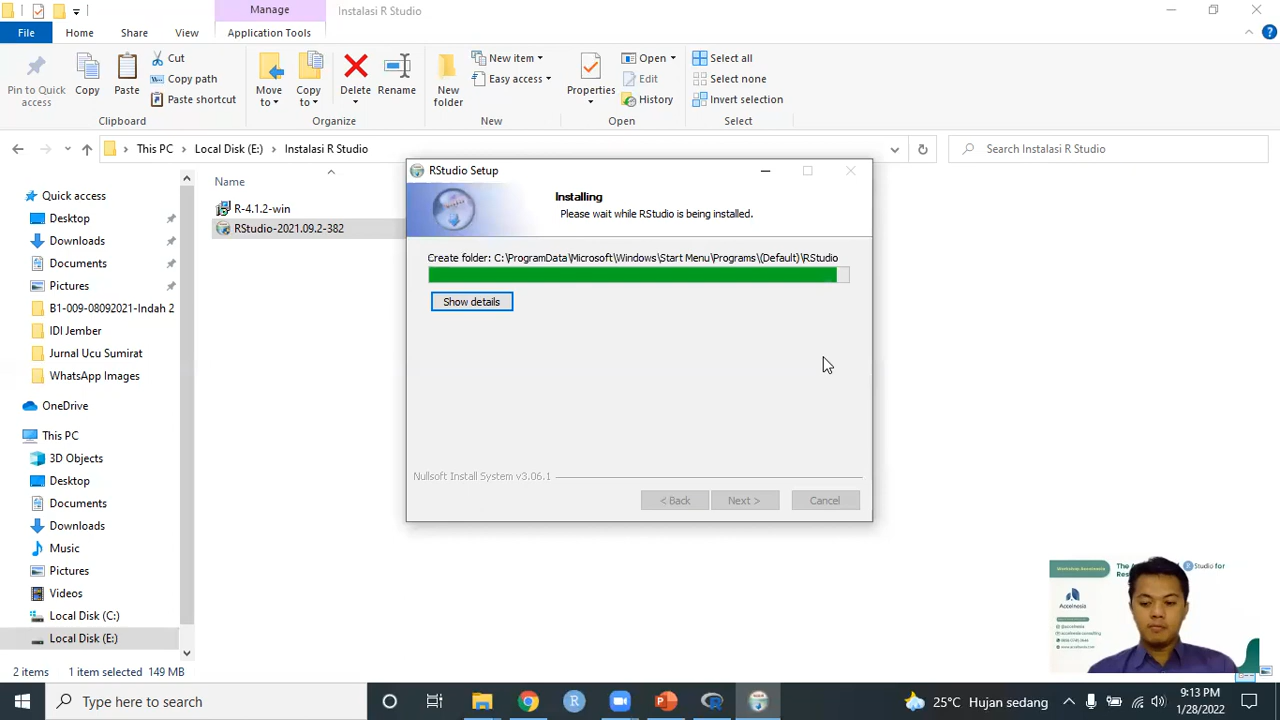 Manage
Instalasi R Studio
File
Home
Share
View
Application Tools
Pin to Quick
access
Copy
Paste
Cut
Copy path
Paste shortcut
Clipboard
Move
to
Copy
to
Delete
Rename
Organize
New
folder
New item
Easy access
New
Properties
Open
Edit
History
Open
Select all
Select none
Invert selection
Select
This PC
Local Disk (E:)
Instalasi R Studio
Search Instalasi R Studio
Quick access
Desktop
Downloads
Documents
Pictures
B1-009-08092021-Indah 2
IDI Jember
Jurnal Ucu Sumirat
WhatsApp Images
OneDrive
This PC
3D Objects
Desktop
Documents
Downloads
Music
Pictures
Videos
Local Disk (C:)
Local Disk (E:)
Name
R-4.1.2-win
RStudio-2021.09.2-382
RStudio Setup
Installing
Please wait while RStudio is being installed.
Create folder: C:\ProgramData\Microsoft\Windows\Start Menu\Programs\(Default)\RStudio
Show details
Nullsoft Install System v3.06.1
< Back
Next >
Cancel
Workshop Accelnesia
Studio for
Accelnesia
2 items
1 item selected 149 MB
Type here to search
25°C Hujan sedang
9:13 PM
1/28/2022